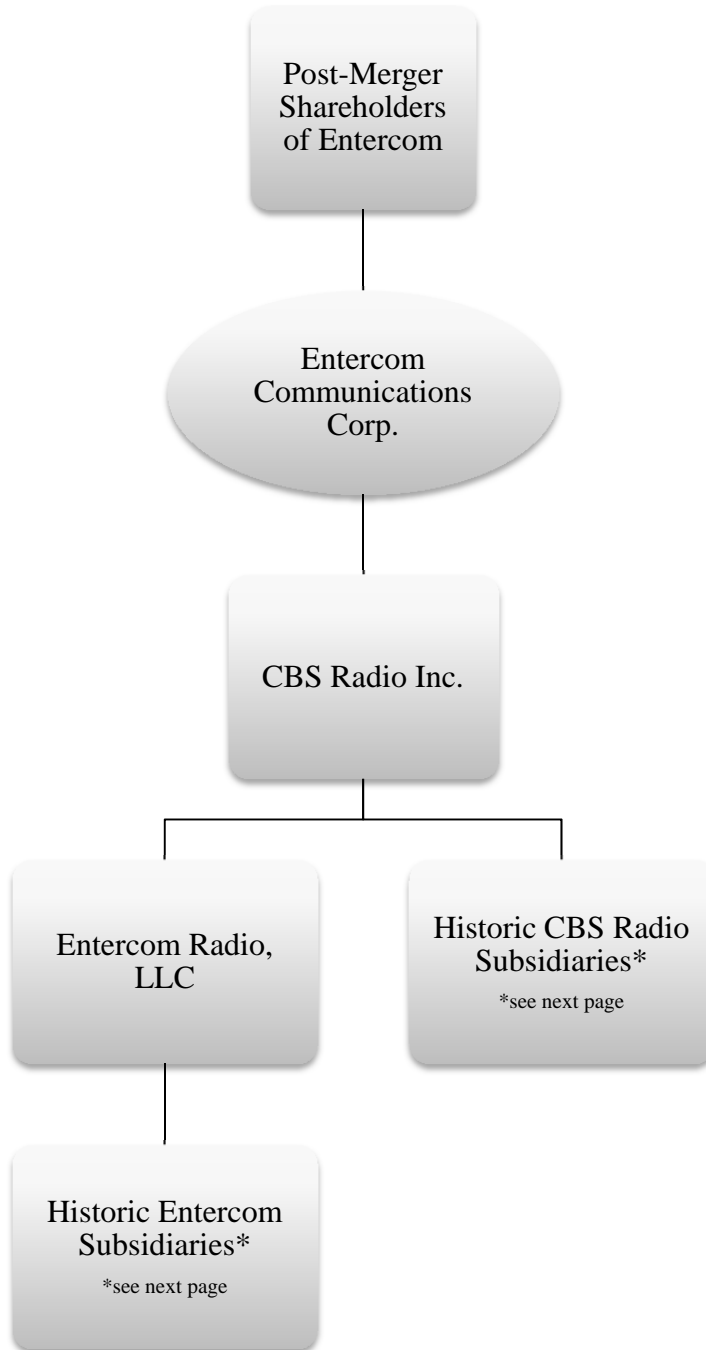 Post-Merger
Shareholders
of Entercom
Entercom
Communications
Corp.
CBS Radio Inc.
Entercom Radio,
LLC
Historic CBS Radio
Subsidiaries*
*see next page
Historic Entercom
Subsidiaries*
*see next page